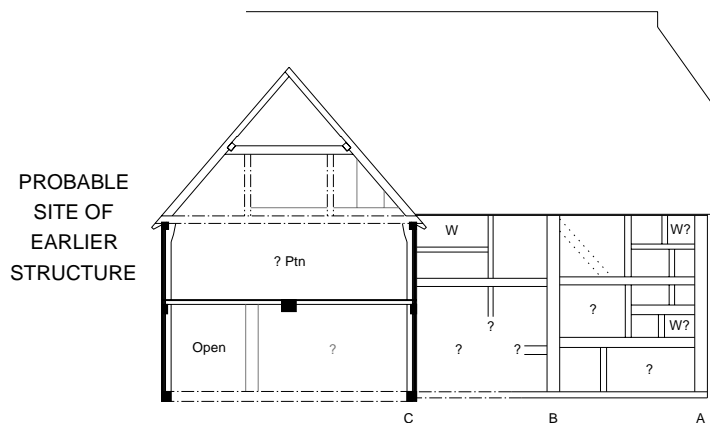 PROBABLE
SITE OF
EARLIER
STRUCTURE
W
W?
? Ptn
?
W?
?
Open
?
?
?
?
C
B
A